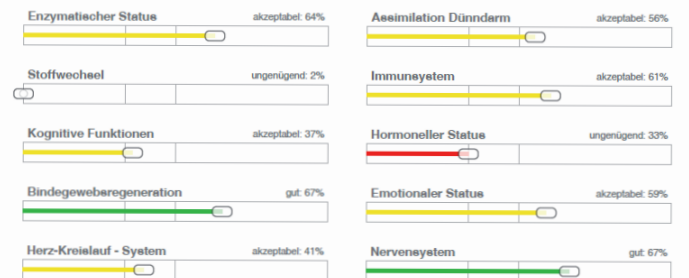 Enzymatischer Status akzeptabel: 64%
Assimilation Dünndarm akzeptabel: 56%
Stoffwechsel ungenügend: 2%
Immunsystem akzeptabel: 61%
Kognitive Funktionen akzeptabel: 37%
Hormoneller Status ungenügend: 33%
Bindegewebsregeneration gut: 67%
Emotionaler Status akzeptabel: 59%
Herz-Kreislauf - System akzeptabel: 41%
Nervensystem gut: 67%